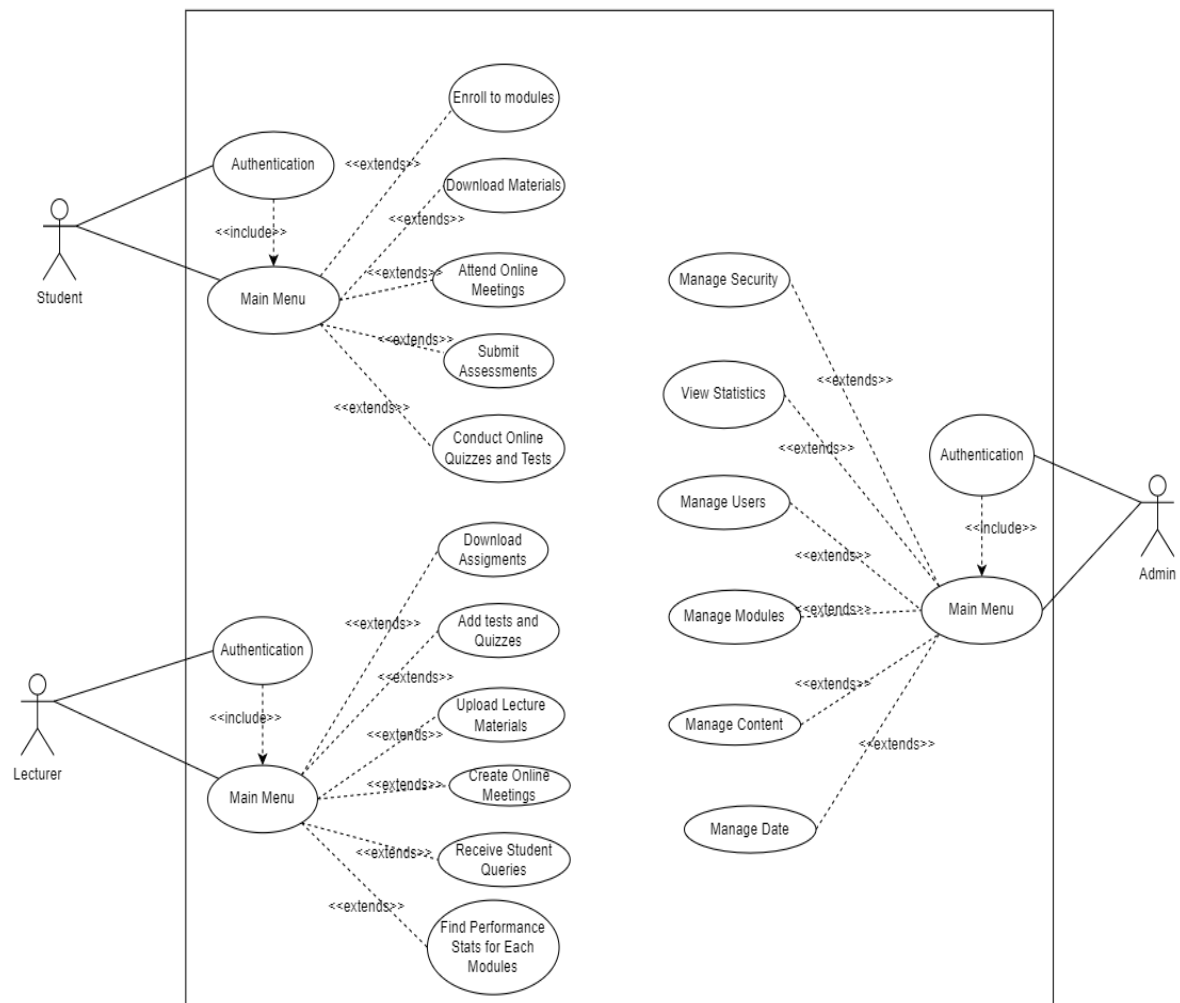 Enroll to modules
Authentication
<<extends>>
Download Materials
<<extends>>
<<include>>
Student
Main Menu
<<extends>>
Attend Online
Meetings
<<extends>>
Submit
Assessments
<<extends>>
Conduct Online
Quizzes and Tests
Manage Security
<<extends>>
View Statistics
<<extends>>
Authentication
Manage Users
<<include>>
<<extends>>
Admin
Manage Modules
<<extends>>
Main Menu
<<extends>>
Manage Content
<<extends>>
Manage Date
Download
Assigments
<<extends>>
Add tests and
Quizzes
Authentication
<<extends>>
Lecturer
<<include>>
Upload Lecture
Materials
<<extends>>
Main Menu
<<extends>>
Create Online
Meetings
<<extends>>
Receive Student
Queries
<<extends>>
Find Performance
Stats for Each
Modules